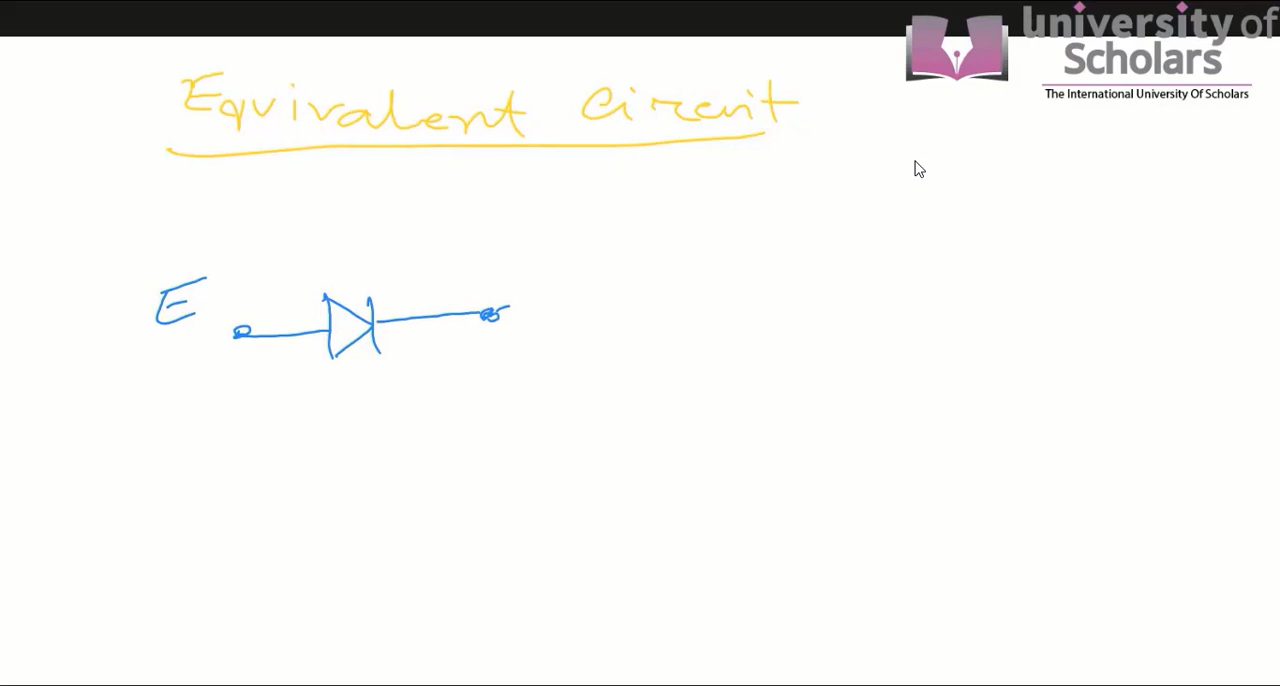 university of
Scholars
The International University Of Scholars
Equivalent Circuit
E